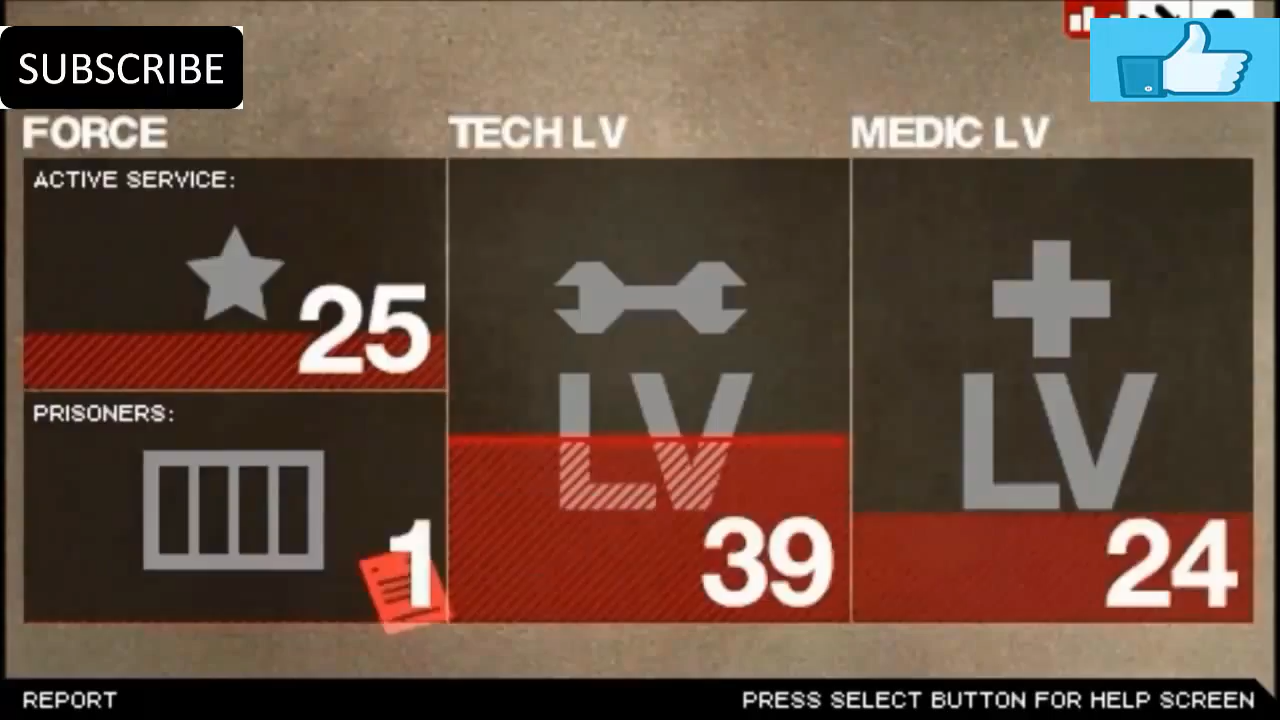 SUBSCRIBE
FORCE
TECH LV
MEDIC LV
ACTIVE SERVICE:
25
PRISONERS:
1
LV
39
LV
24
REPORT
PRESS SELECT BUTTON FOR HELP SCREEN